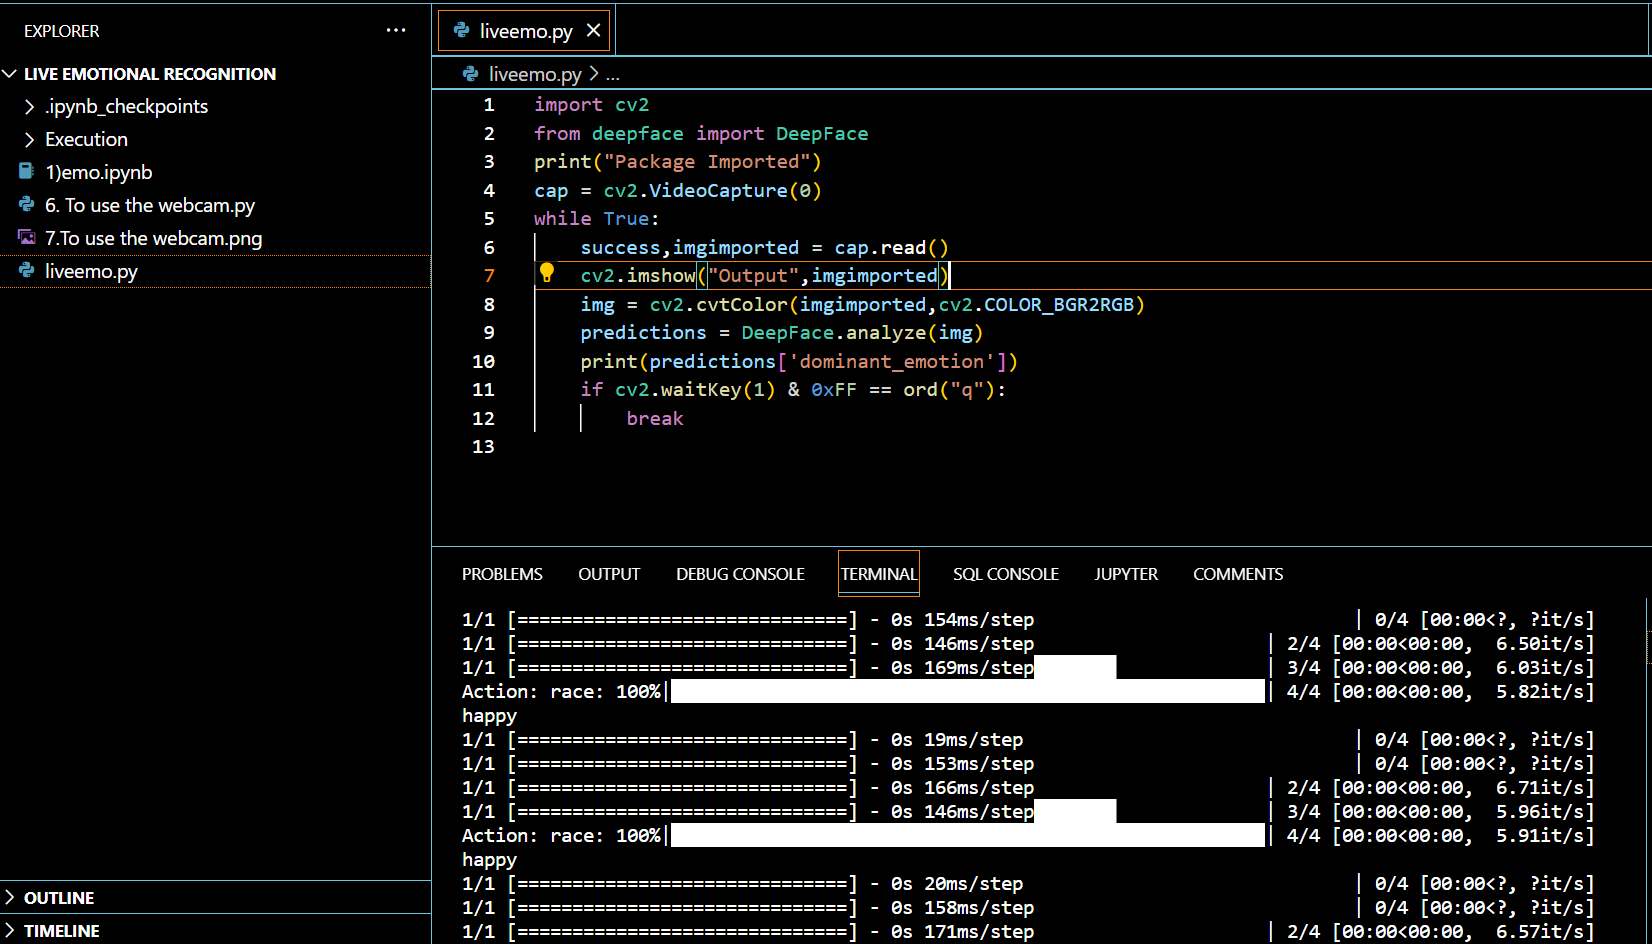 EXPLORER
···
LIVE EMOTIONAL RECOGNITION
.ipynb_checkpoints
Execution
1)emo.ipynb
6. To use the webcam.py
7.To use the webcam.png
liveemo.py
OUTLINE
TIMELINE
liveemo.py
liveemo.py > ...
1 import cv2
2 from deepface import DeepFace
3 print("Package Imported")
4 cap = cv2.VideoCapture(0)
5 while True:
6     success,imgimported = cap.read()
7     cv2.imshow("Output",imgimported)
8     img = cv2.cvtColor(imgimported,cv2.COLOR_BGR2RGB)
9     predictions = DeepFace.analyze(img)
10     print(predictions['dominant_emotion'])
11     if cv2.waitKey(1) & 0xFF == ord("q"):
12         break
13
PROBLEMS OUTPUT DEBUG CONSOLE TERMINAL SQL CONSOLE JUPYTER COMMENTS
1/1 [==============================] - 0s 154ms/step | 0/4 [00:00<?, ?it/s]
1/1 [==============================] - 0s 146ms/step | 2/4 [00:00<00:00,  6.50it/s]
1/1 [==============================] - 0s 169ms/step | 3/4 [00:00<00:00,  6.03it/s]
Action: race: 100%| | 4/4 [00:00<00:00,  5.82it/s]
happy
1/1 [==============================] - 0s 19ms/step | 0/4 [00:00<?, ?it/s]
1/1 [==============================] - 0s 153ms/step | 0/4 [00:00<?, ?it/s]
1/1 [==============================] - 0s 166ms/step | 2/4 [00:00<00:00,  6.71it/s]
1/1 [==============================] - 0s 146ms/step | 3/4 [00:00<00:00,  5.96it/s]
Action: race: 100%| | 4/4 [00:00<00:00,  5.91it/s]
happy
1/1 [==============================] - 0s 20ms/step | 0/4 [00:00<?, ?it/s]
1/1 [==============================] - 0s 158ms/step | 0/4 [00:00<?, ?it/s]
1/1 [==============================] - 0s 171ms/step | 2/4 [00:00<00:00,  6.57it/s]